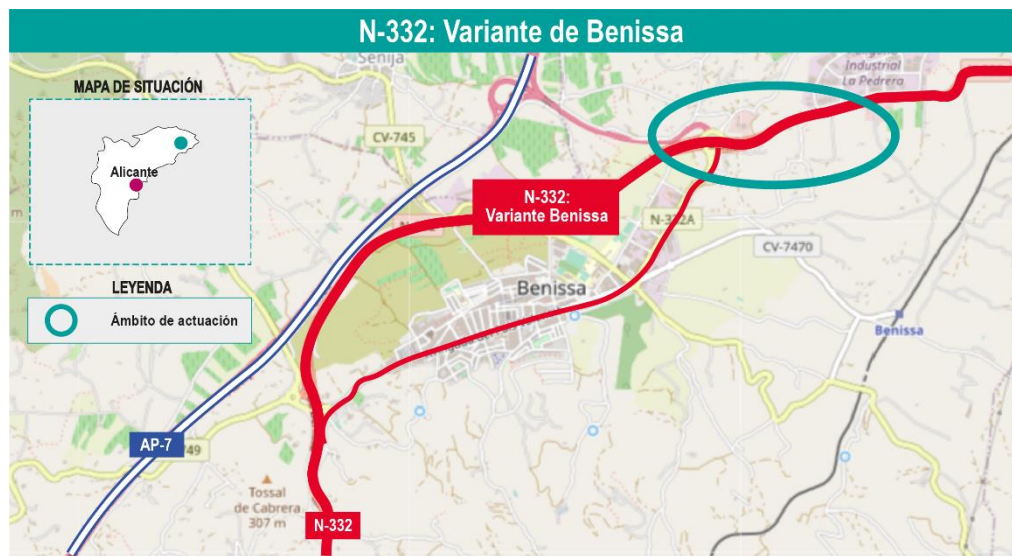 N-332: Variante de Benissa
MAPA DE SITUACIÓN
Alicante
LEYENDA
Ámbito de actuación
Senija
CV-745
Industrial
La Pedrera
N-332:
Variante Benissa
N-332A
CV-7470
Benissa
Benissa
AP-7
Tossal
de Cabrera
307 m
N-332